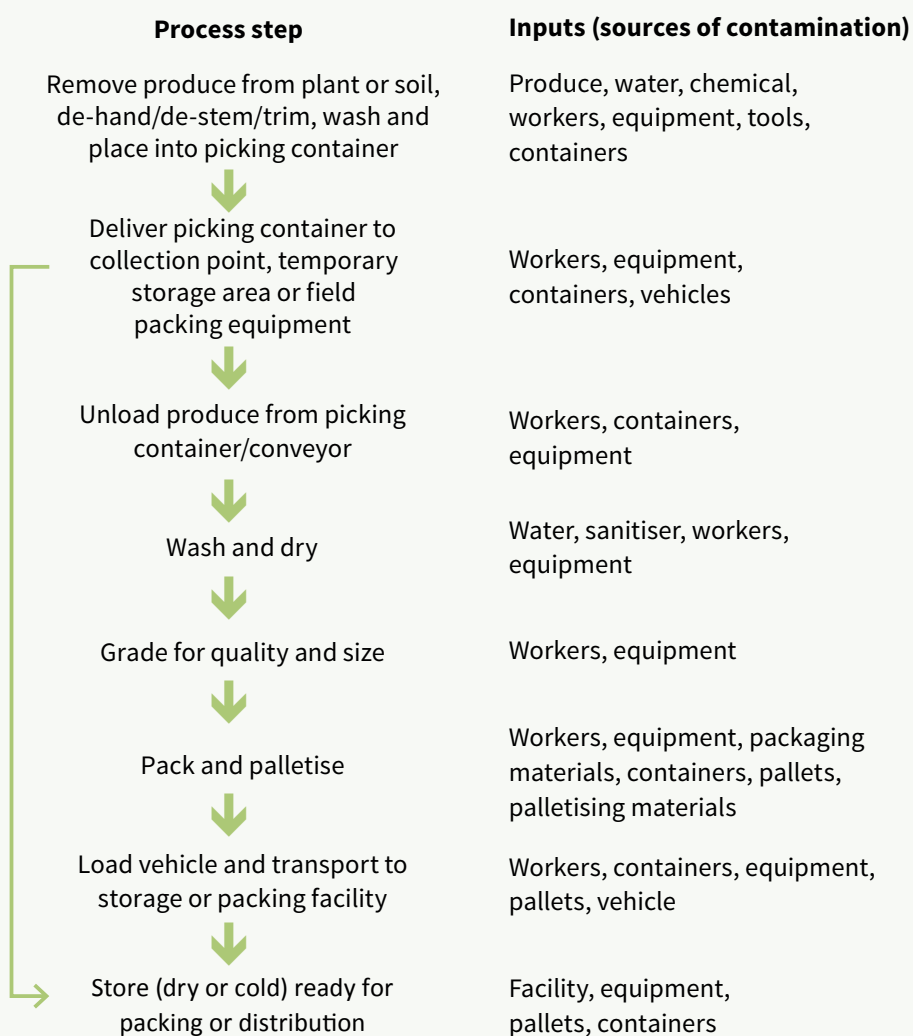 Process step
Inputs (sources of contamination)
Remove produce from plant or soil,
de-hand/de-stem/trim, wash and
place into picking container
Produce, water, chemical,
workers, equipment, tools,
containers
Deliver picking container to
collection point, temporary
storage area or field
packing equipment
Workers, equipment,
containers, vehicles
Unload produce from picking
container/conveyor
Workers, containers,
equipment
Wash and dry
Water, sanitiser, workers,
equipment
Grade for quality and size
Workers, equipment
Pack and palletise
Workers, equipment, packaging
materials, containers, pallets,
palletising materials
Load vehicle and transport to
storage or packing facility
Workers, containers, equipment,
pallets, vehicle
Store (dry or cold) ready for
packing or distribution
Facility, equipment,
pallets, containers